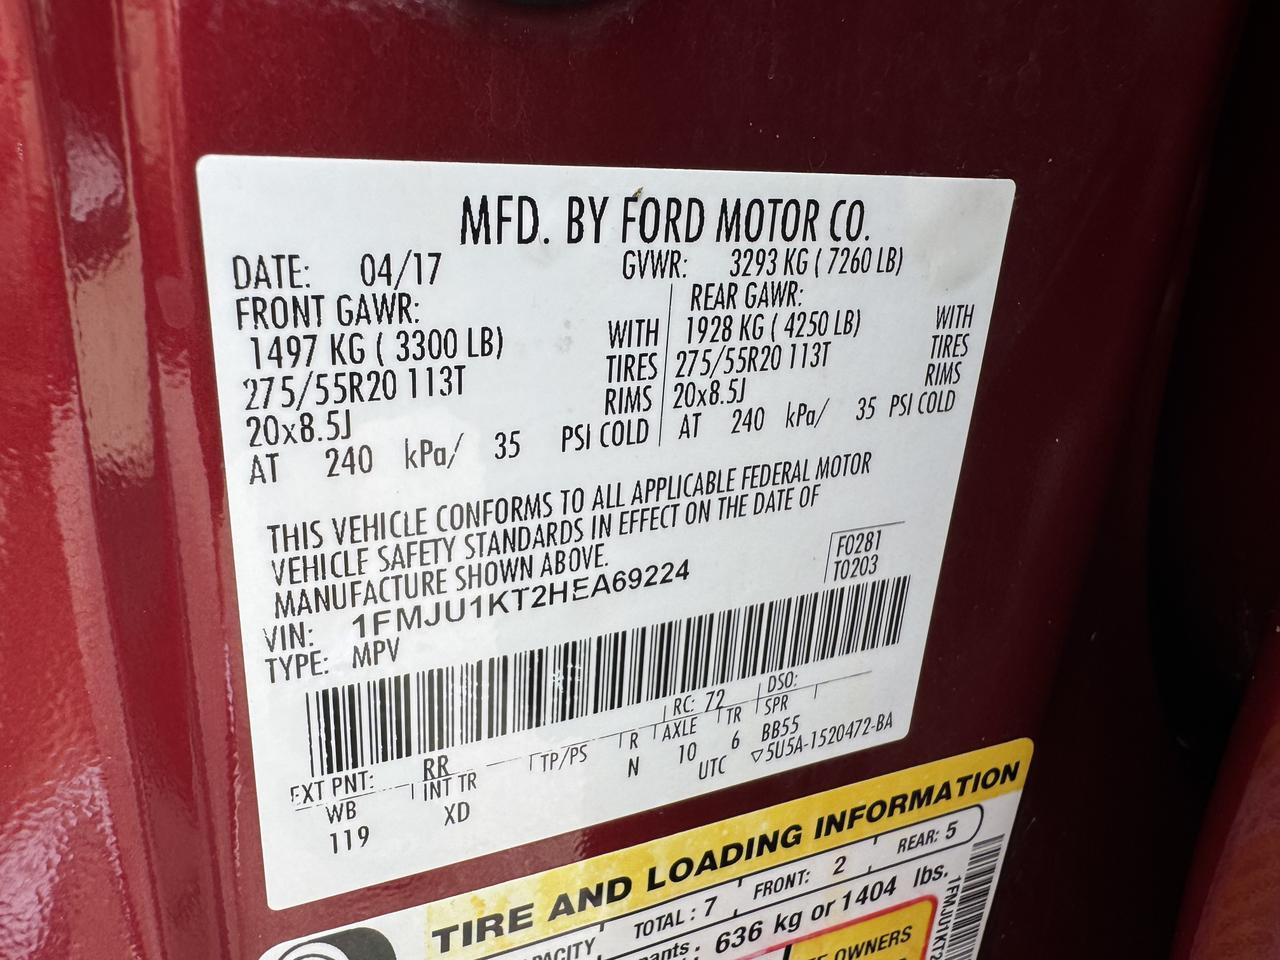 MFD. BY FORD MOTOR CO.
DATE: 04/17 GVWR: 3293 KG ( 7260 LB)
FRONT GAWR: REAR GAWR:
1497 KG ( 3300 LB) WITH 1928 KG ( 4250 LB) WITH
275/55R20 113T TIRES 275/55R20 113T TIRES
20x8.5J RIMS 20x8.5J RIMS
AT 240 kPa/ 35 PSI COLD AT 240 kPa/ 35 PSI COLD
THIS VEHICLE CONFORMS TO ALL APPLICABLE FEDERAL MOTOR
VEHICLE SAFETY STANDARDS IN EFFECT ON THE DATE OF
MANUFACTURE SHOWN ABOVE.
F0281
T0203
VIN: 1FMJU1KT2HEA69224
TYPE: MPV
EXT PNT: RR RC: 72 DSO:
WB INT TR TP/PS R AXLE TR SPR
119 XD N 10 6 BB55
UTC ▽5U5A-1520472-BA
TIRE AND LOADING INFORMATION
TOTAL : 7 FRONT: 2 REAR: 5
636 kg or 1404 lbs.
OWNERS
1FMJU1KT2